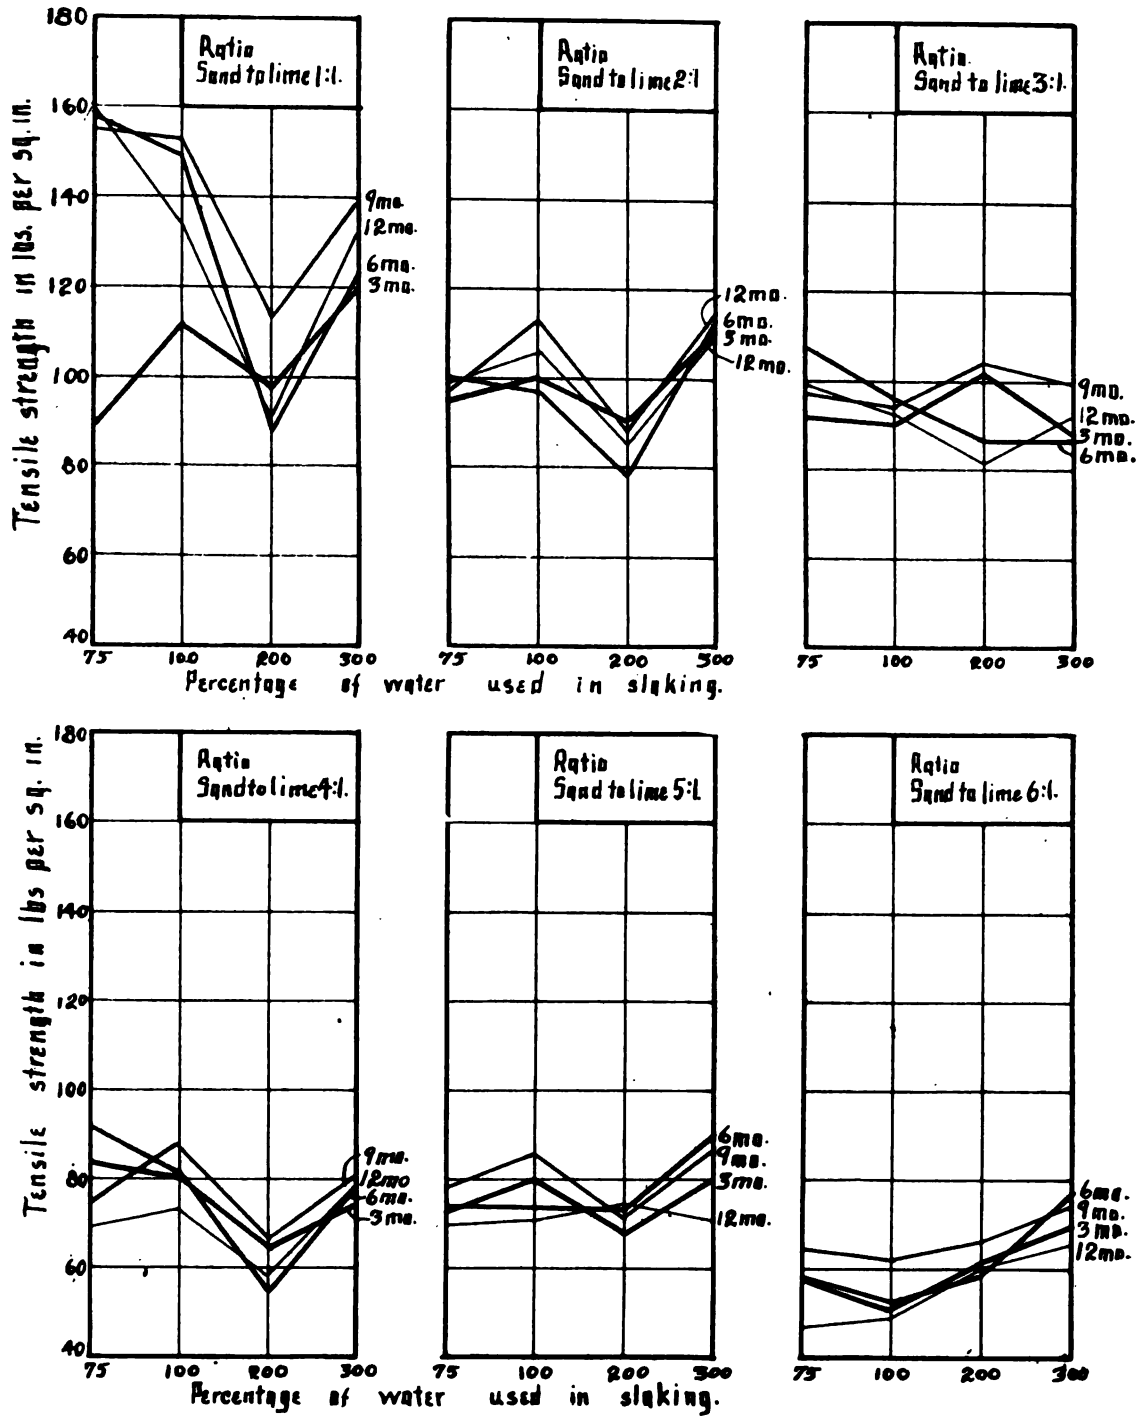 Tensile strength in lbs. per sq. in.
180
160
140
120
100
80
60
40
Ratio
Sand to lime 1:1.
9 mo.
12 mo.
6 mo.
3 mo.
75 100 200 300
Ratio
Sand to lime 2:1
12 mo.
6 mo.
3 mo.
12 mo.
75 100 200 300
Ratio
Sand to lime 3:1.
9 mo.
12 mo.
3 mo.
6 mo.
75 100 200 300
Percentage of water used in slaking.
Tensile strength in lbs per sq. in.
180
160
140
120
100
80
60
40
Ratio
Sand to lime 4:1.
9 mo.
12 mo
6 mo.
3 mo.
75 100 200 300
Ratio
Sand to lime 5:1.
6 mo.
9 mo.
3 mo.
12 mo.
75 100 200 300
Ratio
Sand to lime 6:1.
6 mo.
9 mo.
3 mo.
12 mo.
75 100 200 300
Percentage of water used in slaking.